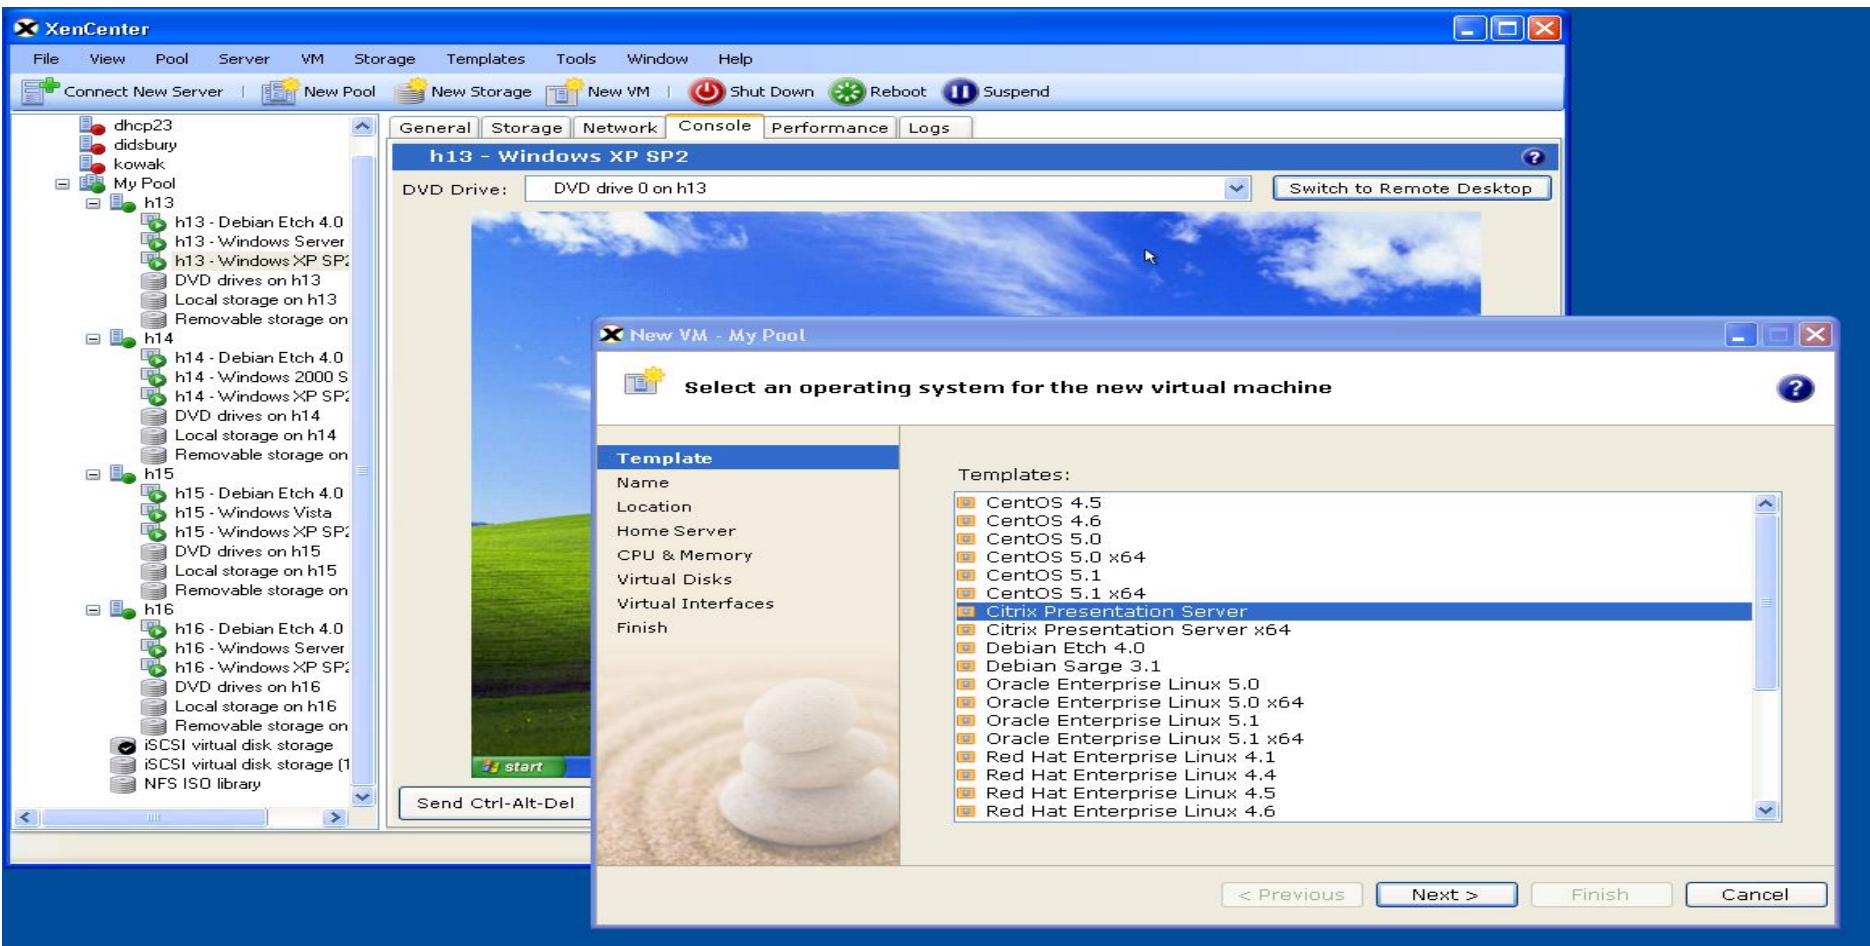 XenCenter
File View Pool Server VM Storage Templates Tools Window Help
Connect New Server New Pool New Storage New VM Shut Down Reboot Suspend
dhcp23
didsbury
kowak
My Pool
h13
h13 - Debian Etch 4.0
h13 - Windows Server
h13 - Windows XP SP2
DVD drives on h13
Local storage on h13
Removable storage on
h14
h14 - Debian Etch 4.0
h14 - Windows 2000 S
h14 - Windows XP SP2
DVD drives on h14
Local storage on h14
Removable storage on
h15
h15 - Debian Etch 4.0
h15 - Windows Vista
h15 - Windows XP SP2
DVD drives on h15
Local storage on h15
Removable storage on
h16
h16 - Debian Etch 4.0
h16 - Windows Server
h16 - Windows XP SP2
DVD drives on h16
Local storage on h16
Removable storage on
iSCSI virtual disk storage
iSCSI virtual disk storage (1
NFS ISO library
General Storage Network Console Performance Logs
h13 - Windows XP SP2
DVD Drive: DVD drive 0 on h13 Switch to Remote Desktop
start
Send Ctrl-Alt-Del
New VM - My Pool
Select an operating system for the new virtual machine
Template
Name
Location
Home Server
CPU & Memory
Virtual Disks
Virtual Interfaces
Finish
Templates:
CentOS 4.5
CentOS 4.6
CentOS 5.0
CentOS 5.0 x64
CentOS 5.1
CentOS 5.1 x64
Citrix Presentation Server
Citrix Presentation Server x64
Debian Etch 4.0
Debian Sarge 3.1
Oracle Enterprise Linux 5.0
Oracle Enterprise Linux 5.0 x64
Oracle Enterprise Linux 5.1
Oracle Enterprise Linux 5.1 x64
Red Hat Enterprise Linux 4.1
Red Hat Enterprise Linux 4.4
Red Hat Enterprise Linux 4.5
Red Hat Enterprise Linux 4.6
< Previous Next > Finish Cancel